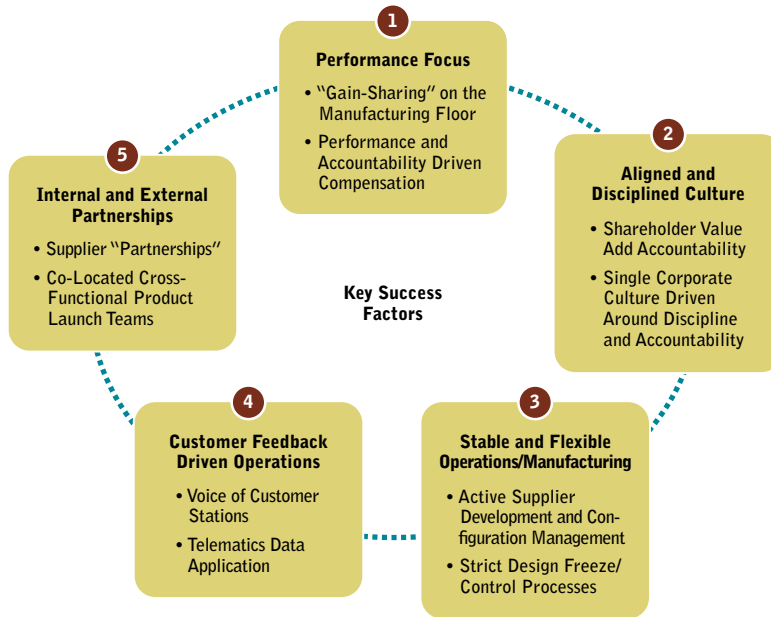 1
Performance Focus
• “Gain-Sharing” on the
Manufacturing Floor
• Performance and
Accountability Driven
Compensation
2
Aligned and
Disciplined Culture
• Shareholder Value
Add Accountability
• Single Corporate
Culture Driven
Around Discipline
and Accountability
3
Stable and Flexible
Operations/Manufacturing
• Active Supplier
Development and Con-
figuration Management
• Strict Design Freeze/
Control Processes
4
Customer Feedback
Driven Operations
• Voice of Customer
Stations
• Telematics Data
Application
5
Internal and External
Partnerships
• Supplier “Partnerships”
• Co-Located Cross-
Functional Product
Launch Teams
Key Success
Factors